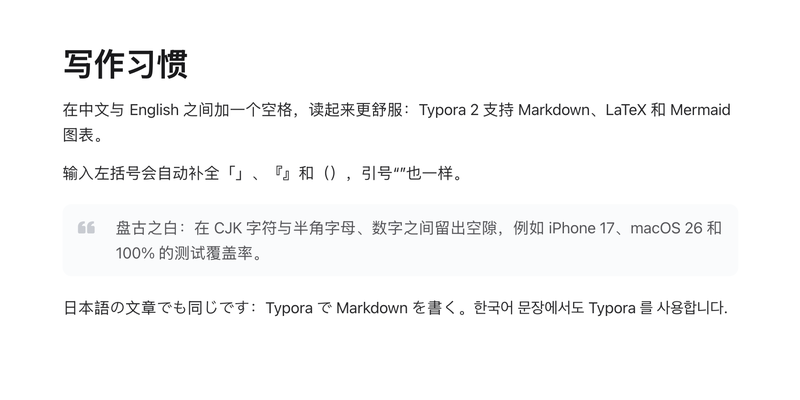 写作习惯
在中文与 English 之间加一个空格，读起来更舒服：Typora 2 支持 Markdown、LaTeX 和 Mermaid
图表。
输入左括号会自动补全「」、『』和（），引号“”也一样。
盘古之白：在 CJK 字符与半角字母、数字之间留出空隙，例如 iPhone 17、macOS 26 和
100% 的测试覆盖率。
日本語の文章でも同じです：Typora で Markdown を書く。한국어 문장에서도 Typora 를 사용합니다.